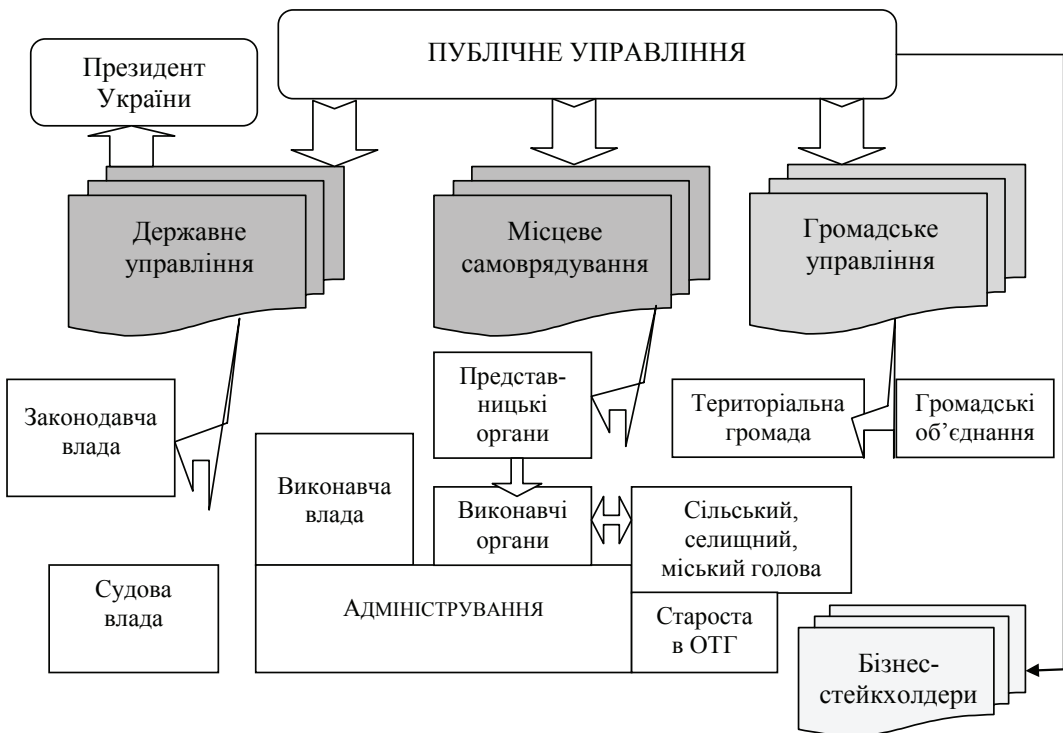 ПУБЛІЧНЕ УПРАВЛІННЯ
Президент
України
Державне
управління
Місцеве
самоврядування
Громадське
управління
Законодавча
влада
Представ-
ницькі
органи
Територіальна
громада
Громадські
об’єднання
Виконавча
влада
Виконавчі
органи
Сільський,
селищний,
міський голова
Судова
влада
АДМІНІСТРУВАННЯ
Староста
в ОТГ
Бізнес-
стейкхолдери